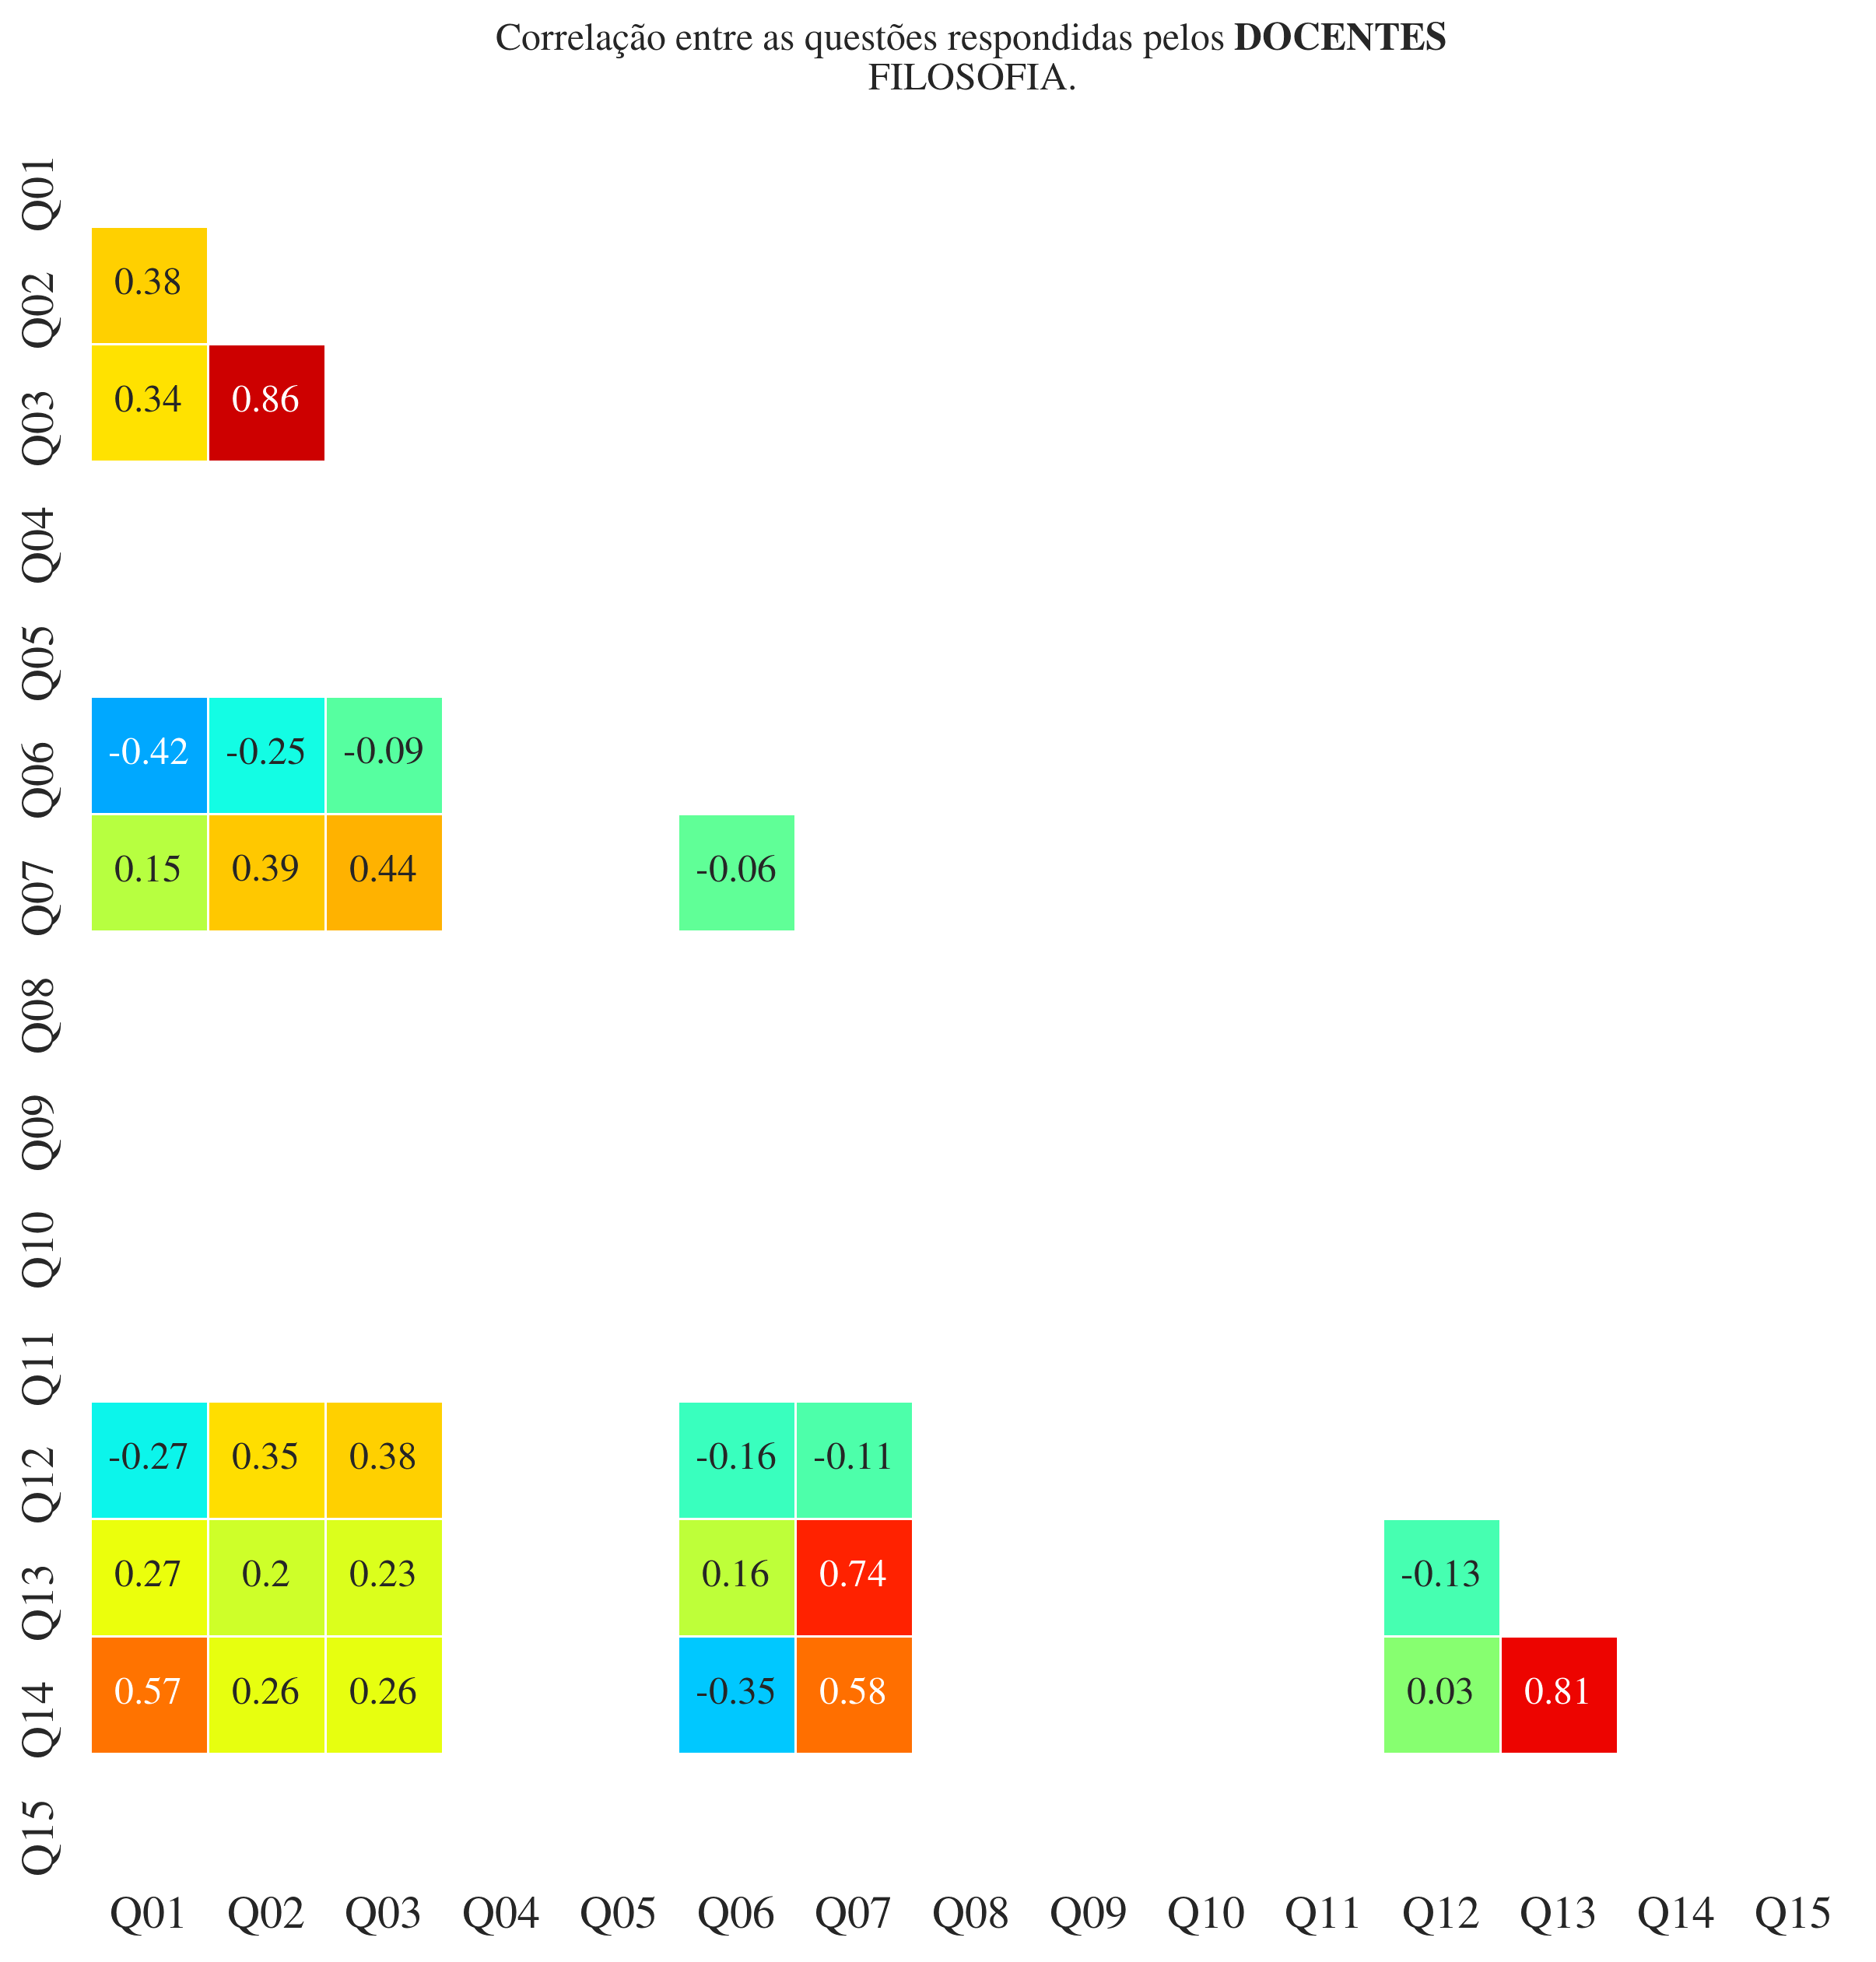 Correlação entre as questões respondidas pelos DOCENTES
FILOSOFIA.
Q01
Q02 0.38
Q03 0.34 0.86
Q04
Q05
Q06 -0.42 -0.25 -0.09
Q07 0.15 0.39 0.44 -0.06
Q08
Q09
Q10
Q11
Q12 -0.27 0.35 0.38 -0.16 -0.11
Q13 0.27 0.2 0.23 0.16 0.74 -0.13
Q14 0.57 0.26 0.26 -0.35 0.58 0.03 0.81
Q15
Q01 Q02 Q03 Q04 Q05 Q06 Q07 Q08 Q09 Q10 Q11 Q12 Q13 Q14 Q15